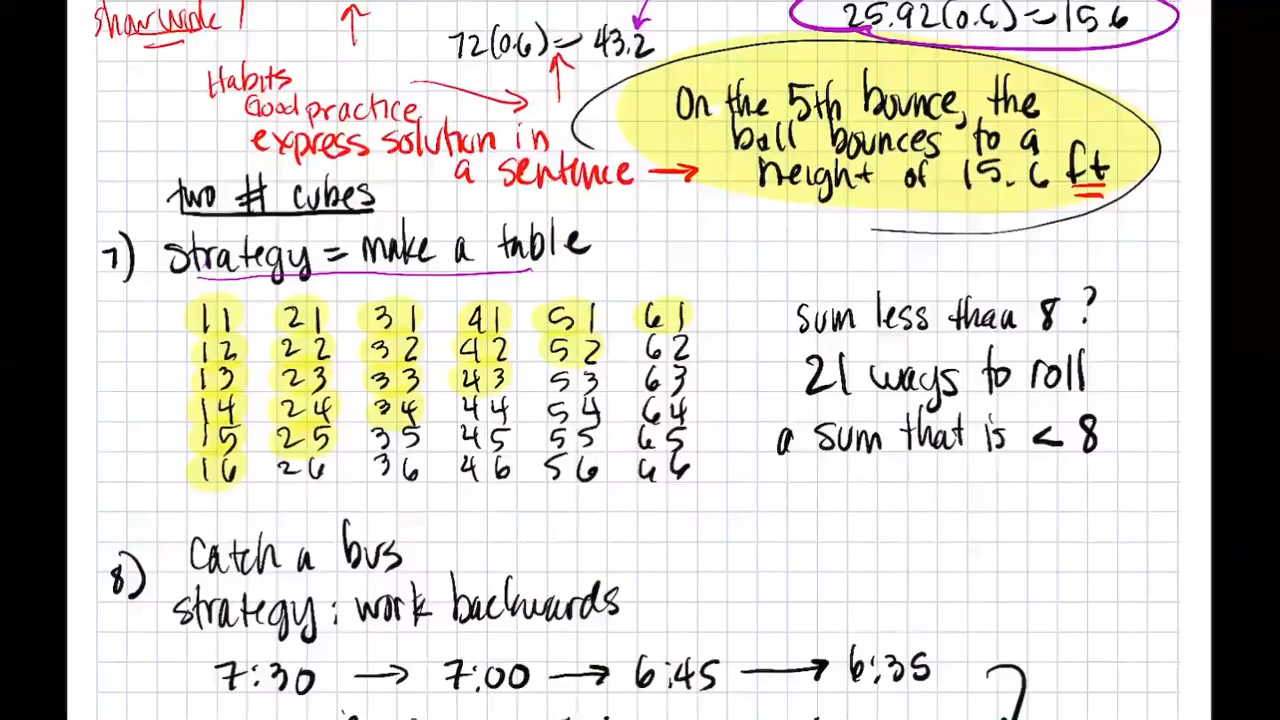 show work!
25.92(0.6) = 15.6
72(0.6) = 43.2
Habits
Good practice
express solution in
a sentence →
On the 5th bounce, the
ball bounces to a
height of 15.6 ft
two # cubes
7) strategy = make a table
11 21 31 41 51 61
12 22 32 42 52 62
13 23 33 43 53 63
14 24 34 44 54 64
15 25 35 45 55 65
16 26 36 46 56 66
sum less than 8?
21 ways to roll
a sum that is < 8
8) Catch a bus
strategy: work backwards
7:30 → 7:00 → 6:45 → 6:35